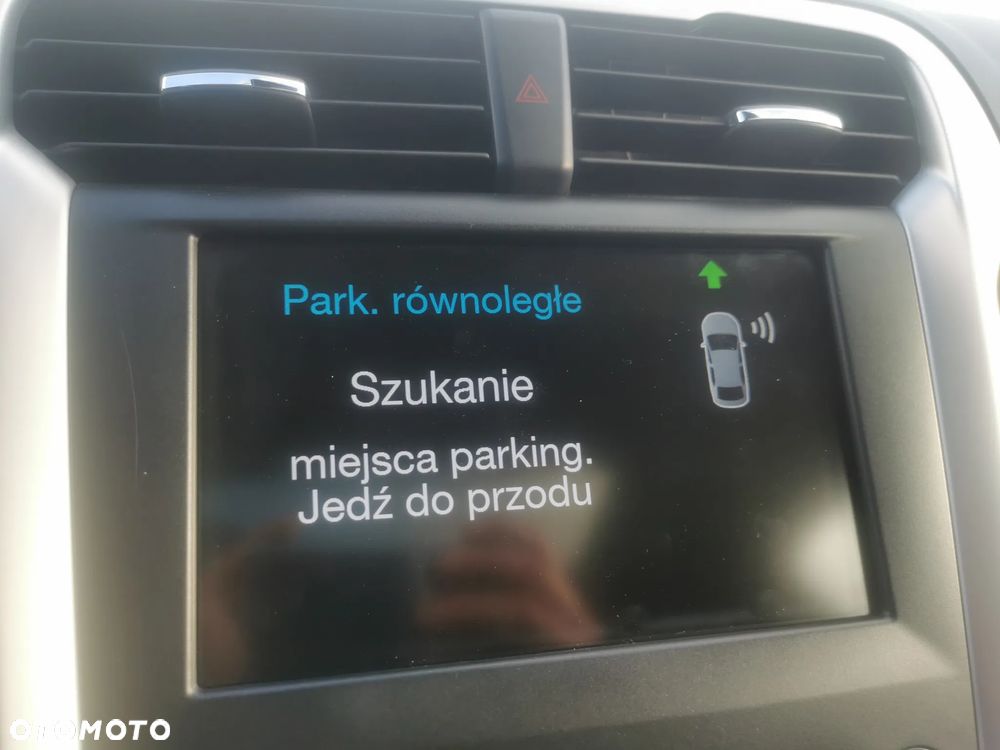 Park. równoległe
Szukanie
miejsca parking.
Jedź do przodu
OTOMOTO